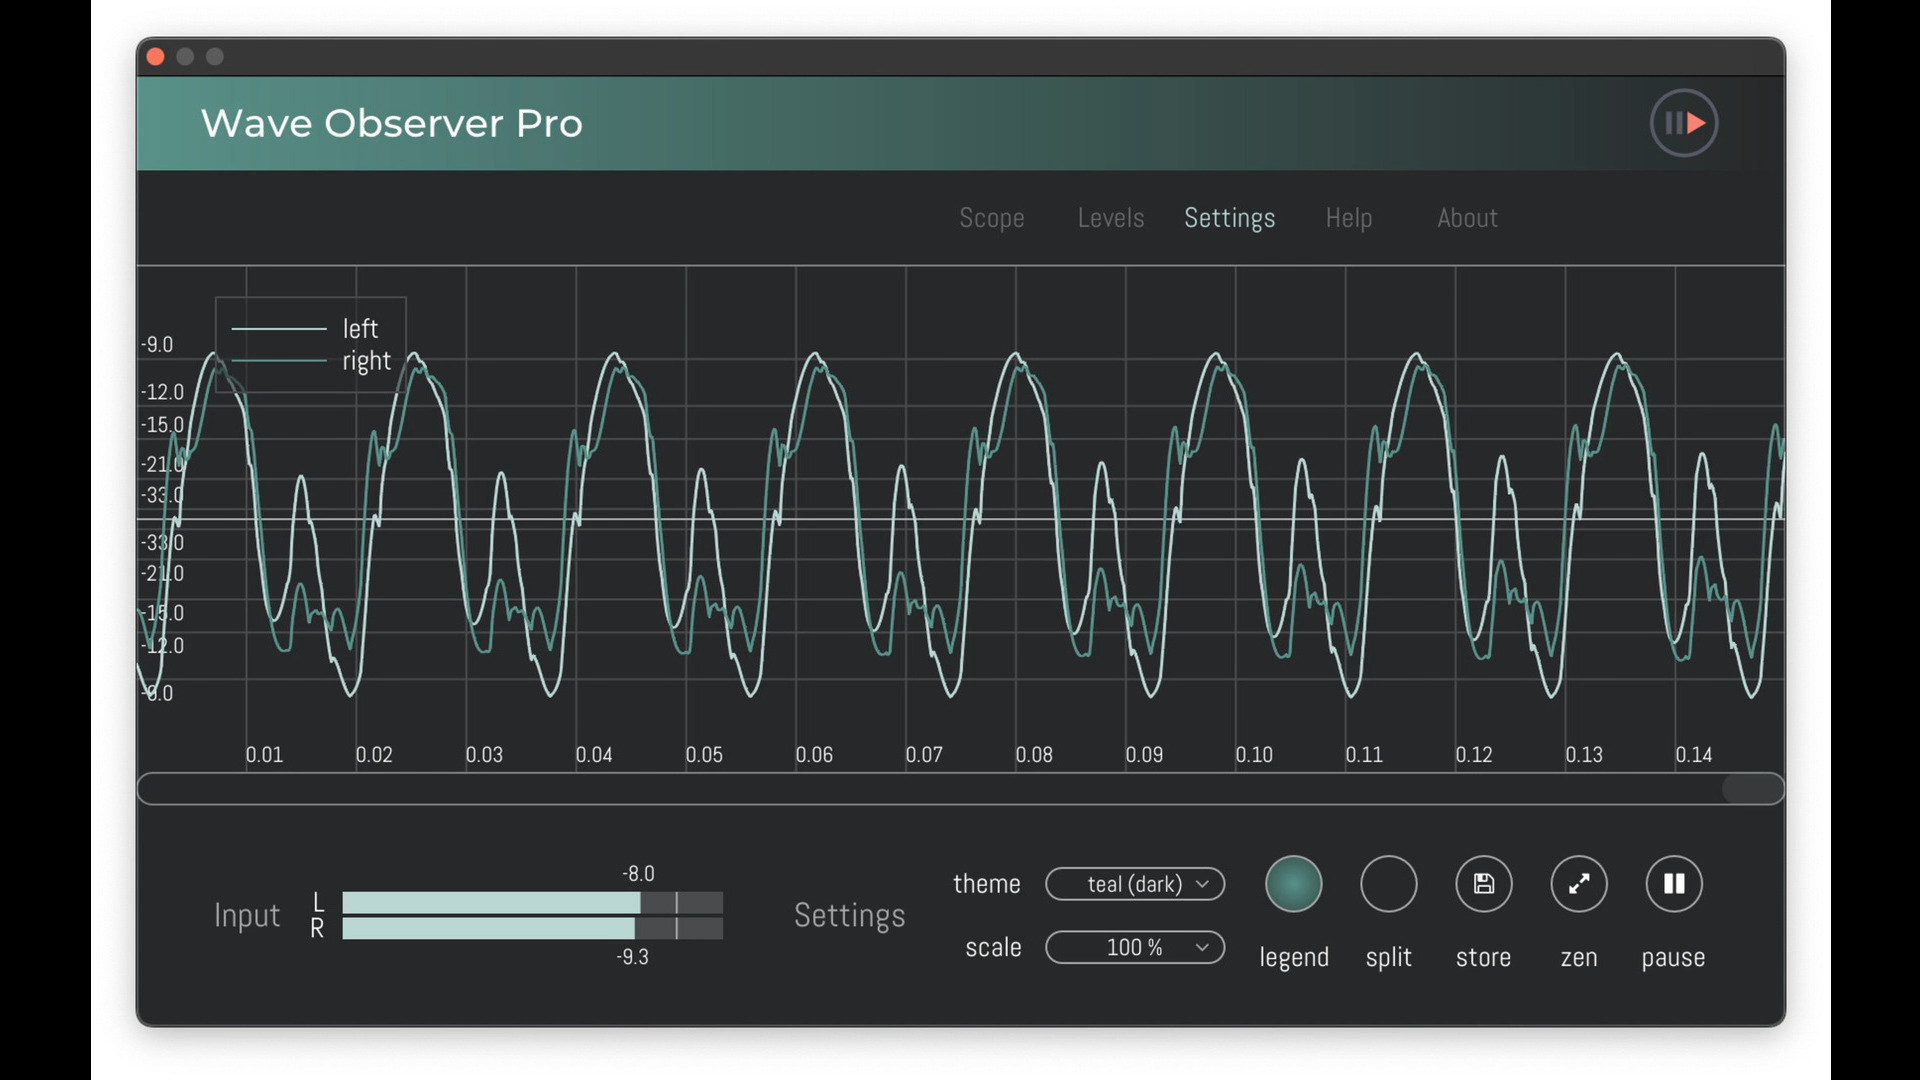 Wave Observer Pro
Scope Levels Settings Help About
left
right
-9.0
-12.0
-15.0
-21.0
-33.0
-33.0
-21.0
-15.0
-12.0
-9.0
0.01 0.02 0.03 0.04 0.05 0.06 0.07 0.08 0.09 0.10 0.11 0.12 0.13 0.14
Input
L
R
-8.0
-9.3
Settings
theme teal (dark)
scale 100 %
legend split store zen pause